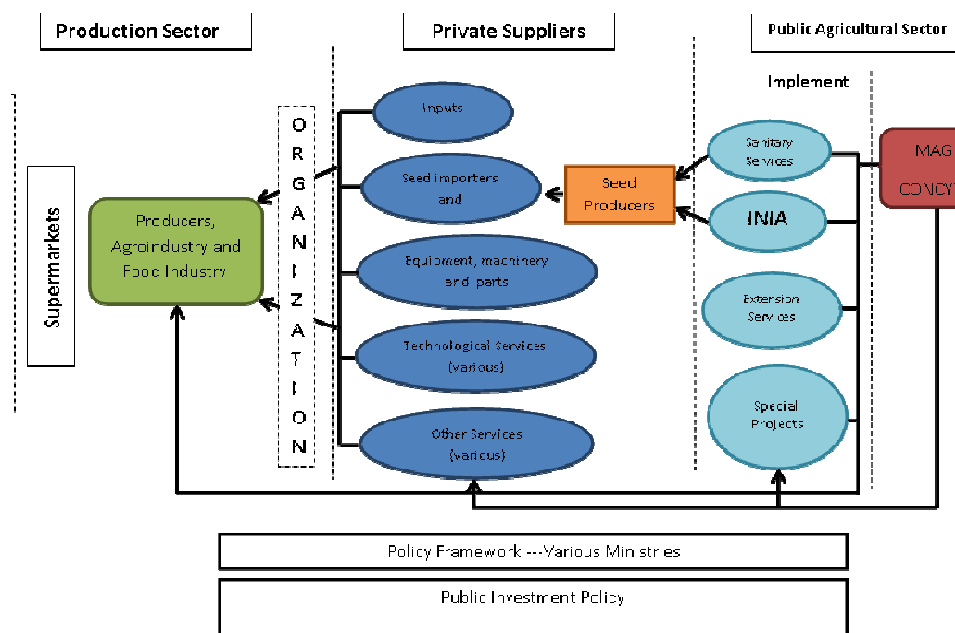 Production Sector
Private Suppliers
Public Agricultural Sector
Implement
Supermarkets
Producers,
Agroindustry and
Food Industry
ORGANIZATION
Inputs
Seed importers
and
Equipment, machinery
and parts
Technological Services
(various)
Other Services
(various)
Seed
Producers
Sanitary
Services
INIA
Extension
Services
Special
Projects
MAG
CONCY
Policy Framework ---Various Ministries
Public Investment Policy